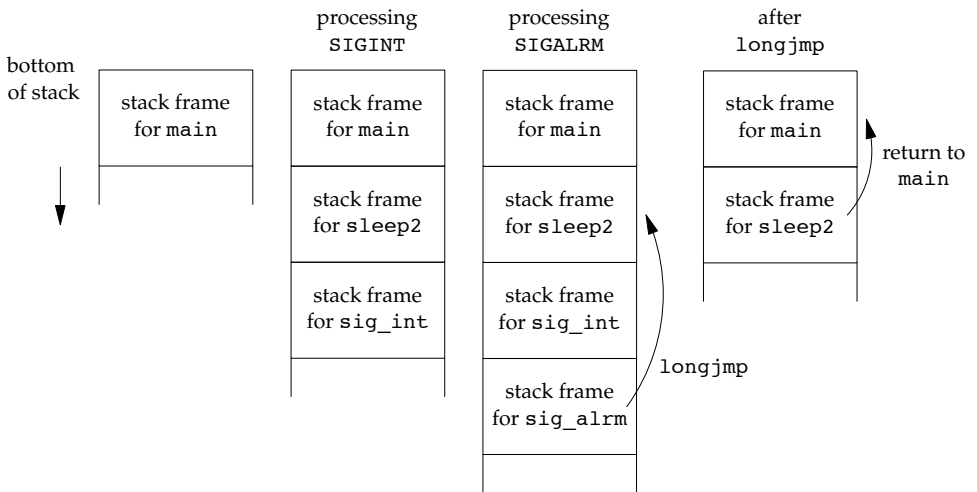 processing
SIGINT
processing
SIGALRM
after
longjmp
bottom
of stack
stack frame
for main
stack frame
for main
stack frame
for main
stack frame
for main
return to
main
stack frame
for sleep2
stack frame
for sleep2
stack frame
for sleep2
stack frame
for sig_int
stack frame
for sig_int
longjmp
stack frame
for sig_alrm